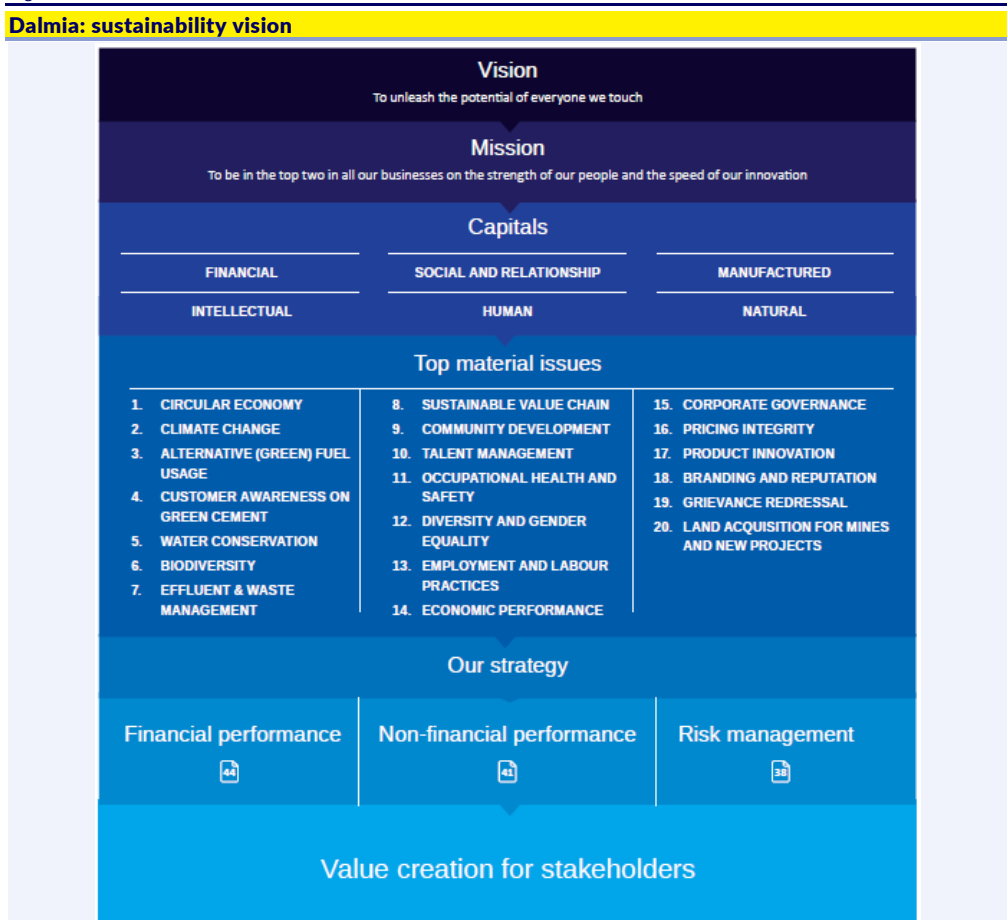 Dalmia: sustainability vision
Vision
To unleash the potential of everyone we touch
Mission
To be in the top two in all our businesses on the strength of our people and the speed of our innovation
Capitals
FINANCIAL
SOCIAL AND RELATIONSHIP
MANUFACTURED
INTELLECTUAL
HUMAN
NATURAL
Top material issues
1. CIRCULAR ECONOMY
2. CLIMATE CHANGE
3. ALTERNATIVE (GREEN) FUEL
USAGE
4. CUSTOMER AWARENESS ON
GREEN CEMENT
5. WATER CONSERVATION
6. BIODIVERSITY
7. EFFLUENT & WASTE
MANAGEMENT
8. SUSTAINABLE VALUE CHAIN
9. COMMUNITY DEVELOPMENT
10. TALENT MANAGEMENT
11. OCCUPATIONAL HEALTH AND
SAFETY
12. DIVERSITY AND GENDER
EQUALITY
13. EMPLOYMENT AND LABOUR
PRACTICES
14. ECONOMIC PERFORMANCE
15. CORPORATE GOVERNANCE
16. PRICING INTEGRITY
17. PRODUCT INNOVATION
18. BRANDING AND REPUTATION
19. GRIEVANCE REDRESSAL
20. LAND ACQUISITION FOR MINES
AND NEW PROJECTS
Our strategy
Financial performance
44
Non-financial performance
41
Risk management
38
Value creation for stakeholders